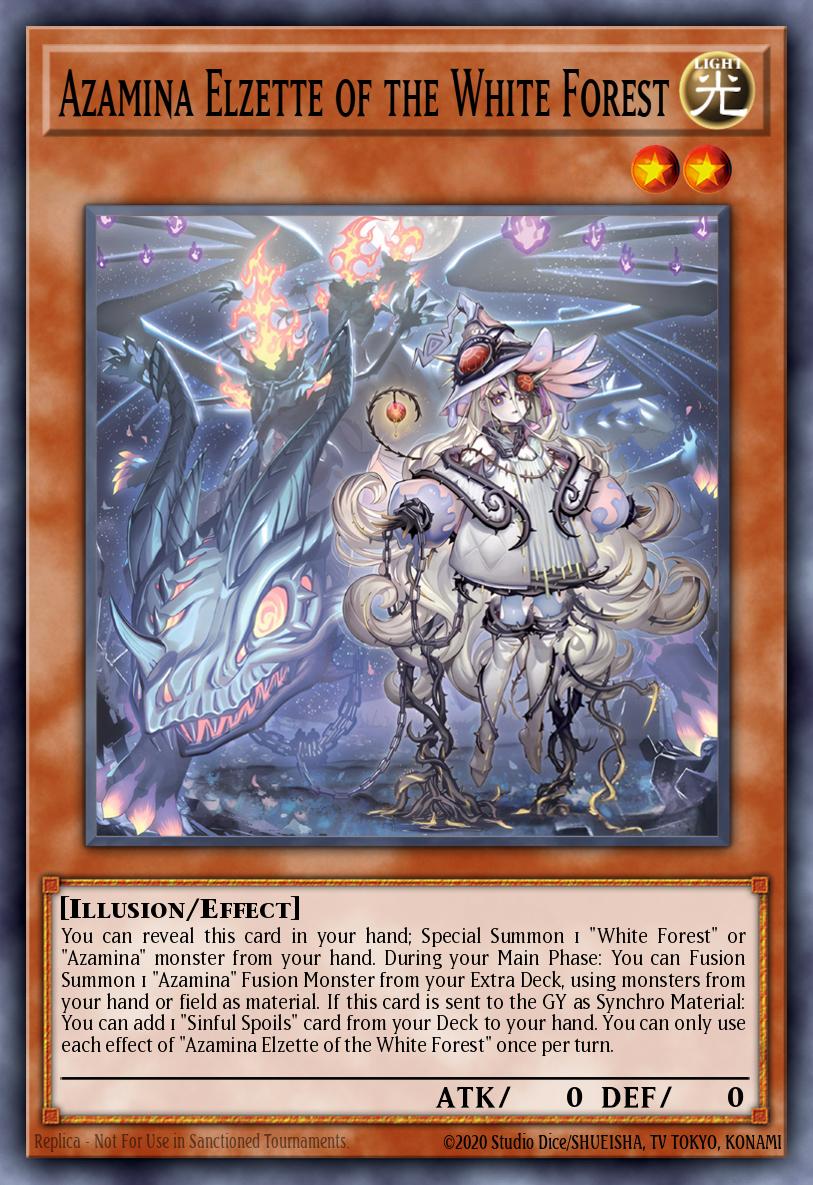 Azamina Elzette of the White Forest
LIGHT
光
[Illusion/Effect]
You can reveal this card in your hand; Special Summon 1 "White Forest" or
"Azamina" monster from your hand. During your Main Phase: You can Fusion
Summon 1 "Azamina" Fusion Monster from your Extra Deck, using monsters from
your hand or field as material. If this card is sent to the GY as Synchro Material:
You can add 1 "Sinful Spoils" card from your Deck to your hand. You can only use
each effect of "Azamina Elzette of the White Forest" once per turn.
ATK/ 0 DEF/ 0
Replica - Not For Use in Sanctioned Tournaments.
©2020 Studio Dice/SHUEISHA, TV TOKYO, KONAMI